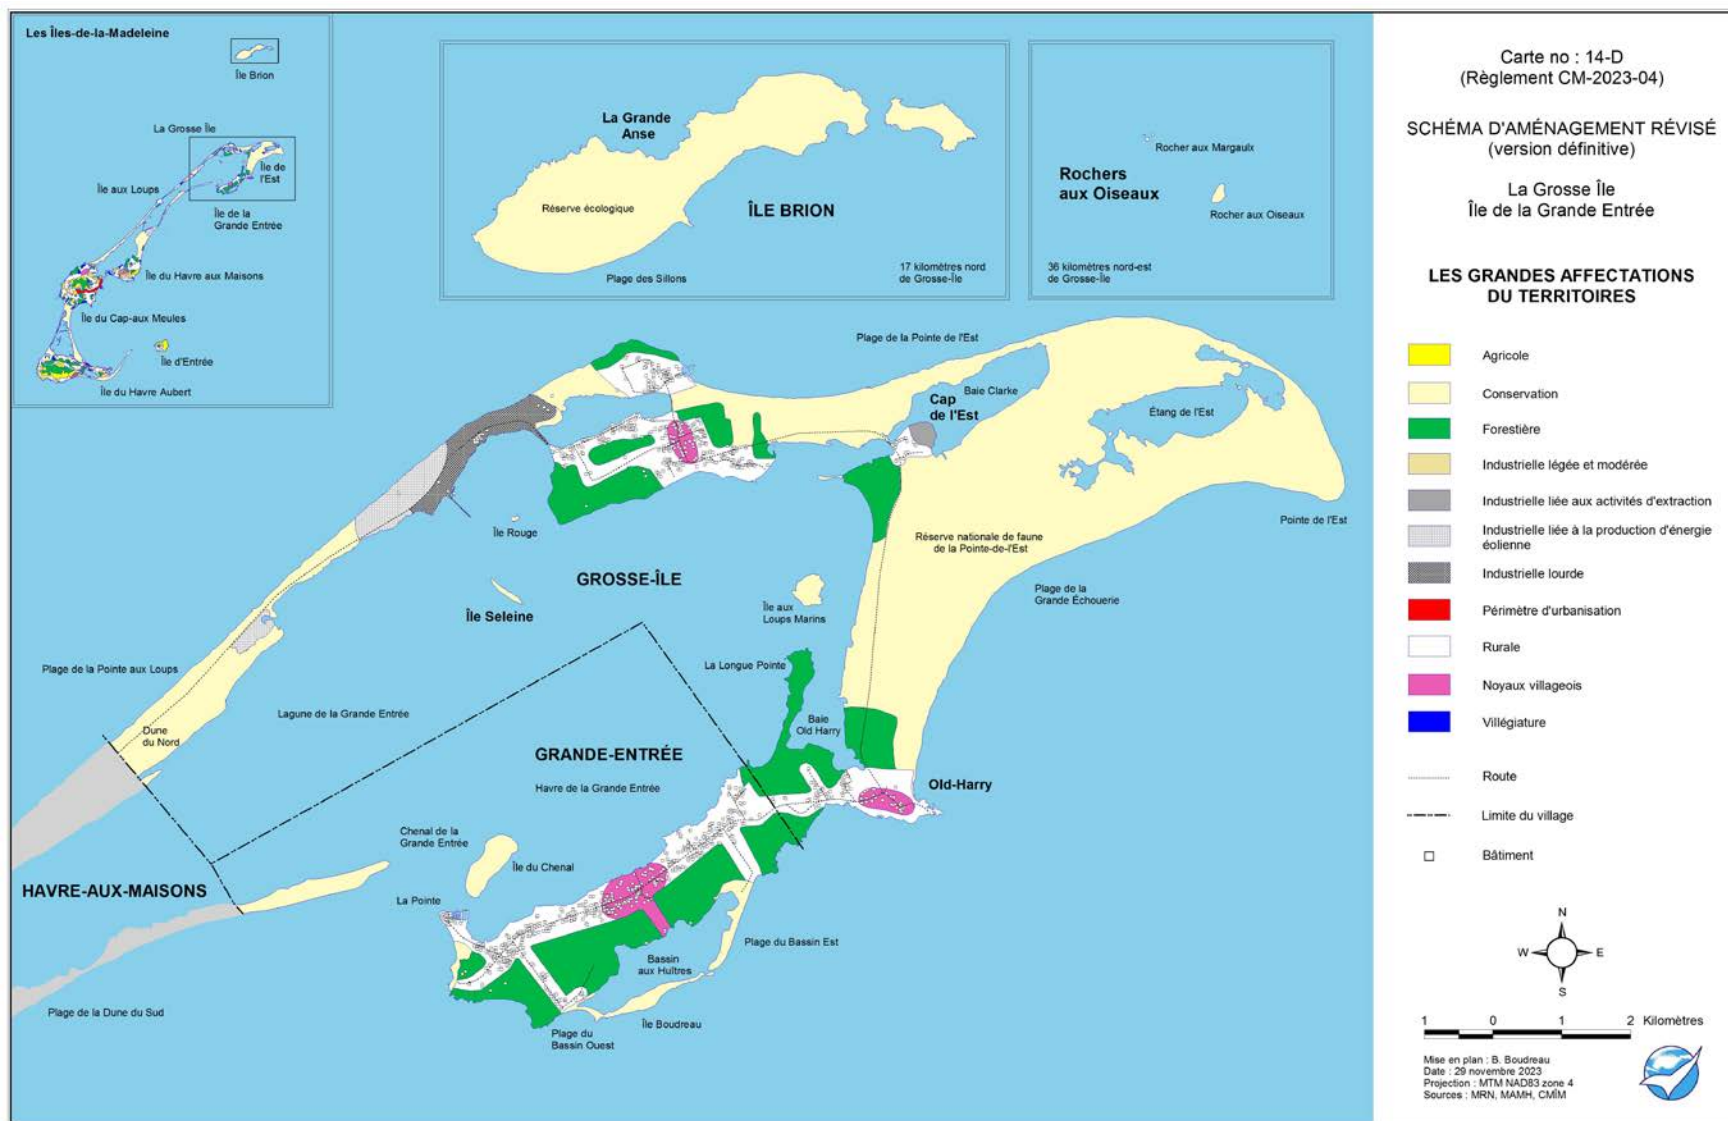 Les Îles-de-la-Madeleine
Île Brion
La Grosse Île
Île de
l'Est
Île aux Loups
Île de la
Grande Entrée
Île du Havre aux Maisons
Île du Cap-aux Meules
Île d'Entrée
Île du Havre Aubert
La Grande
Anse
Réserve écologique
ÎLE BRION
Plage des Sillons
17 kilomètres nord
de Grosse-Île
Rocher aux Margaulx
Rochers
aux Oiseaux
Rocher aux Oiseaux
36 kilomètres nord-est
de Grosse-Île
Plage de la Pointe de l'Est
Baie Clarke
Cap
de l'Est
Étang de l'Est
Pointe de l'Est
Île Rouge
Réserve nationale de faune
de la Pointe-de-l'Est
GROSSE-ÎLE
Île Seleine
Île aux
Loups Marins
Plage de la
Grande Échouerie
Plage de la Pointe aux Loups
La Longue Pointe
Lagune de la Grande Entrée
Dune
du Nord
Baie
Old Harry
GRANDE-ENTRÉE
Havre de la Grande Entrée
Old-Harry
Chenal de la
Grande Entrée
Île du Chenal
HAVRE-AUX-MAISONS
La Pointe
Plage du Bassin Est
Bassin
aux Huîtres
Plage de la Dune du Sud
Île Boudreau
Plage du
Bassin Ouest
Carte no : 14-D
(Règlement CM-2023-04)
SCHÉMA D'AMÉNAGEMENT RÉVISÉ
(version définitive)
La Grosse Île
Île de la Grande Entrée
LES GRANDES AFFECTATIONS
DU TERRITOIRES
Agricole
Conservation
Forestière
Industrielle légée et modérée
Industrielle liée aux activités d'extraction
Industrielle liée à la production d'énergie
éolienne
Industrielle lourde
Périmètre d'urbanisation
Rurale
Noyaux villageois
Villégiature
Route
Limite du village
Bâtiment
N
W E
S
1 0 1 2 Kilomètres
Mise en plan : B. Boudreau
Date : 29 novembre 2023
Projection : MTM NAD83 zone 4
Sources : MRN, MAMH, CMÎM